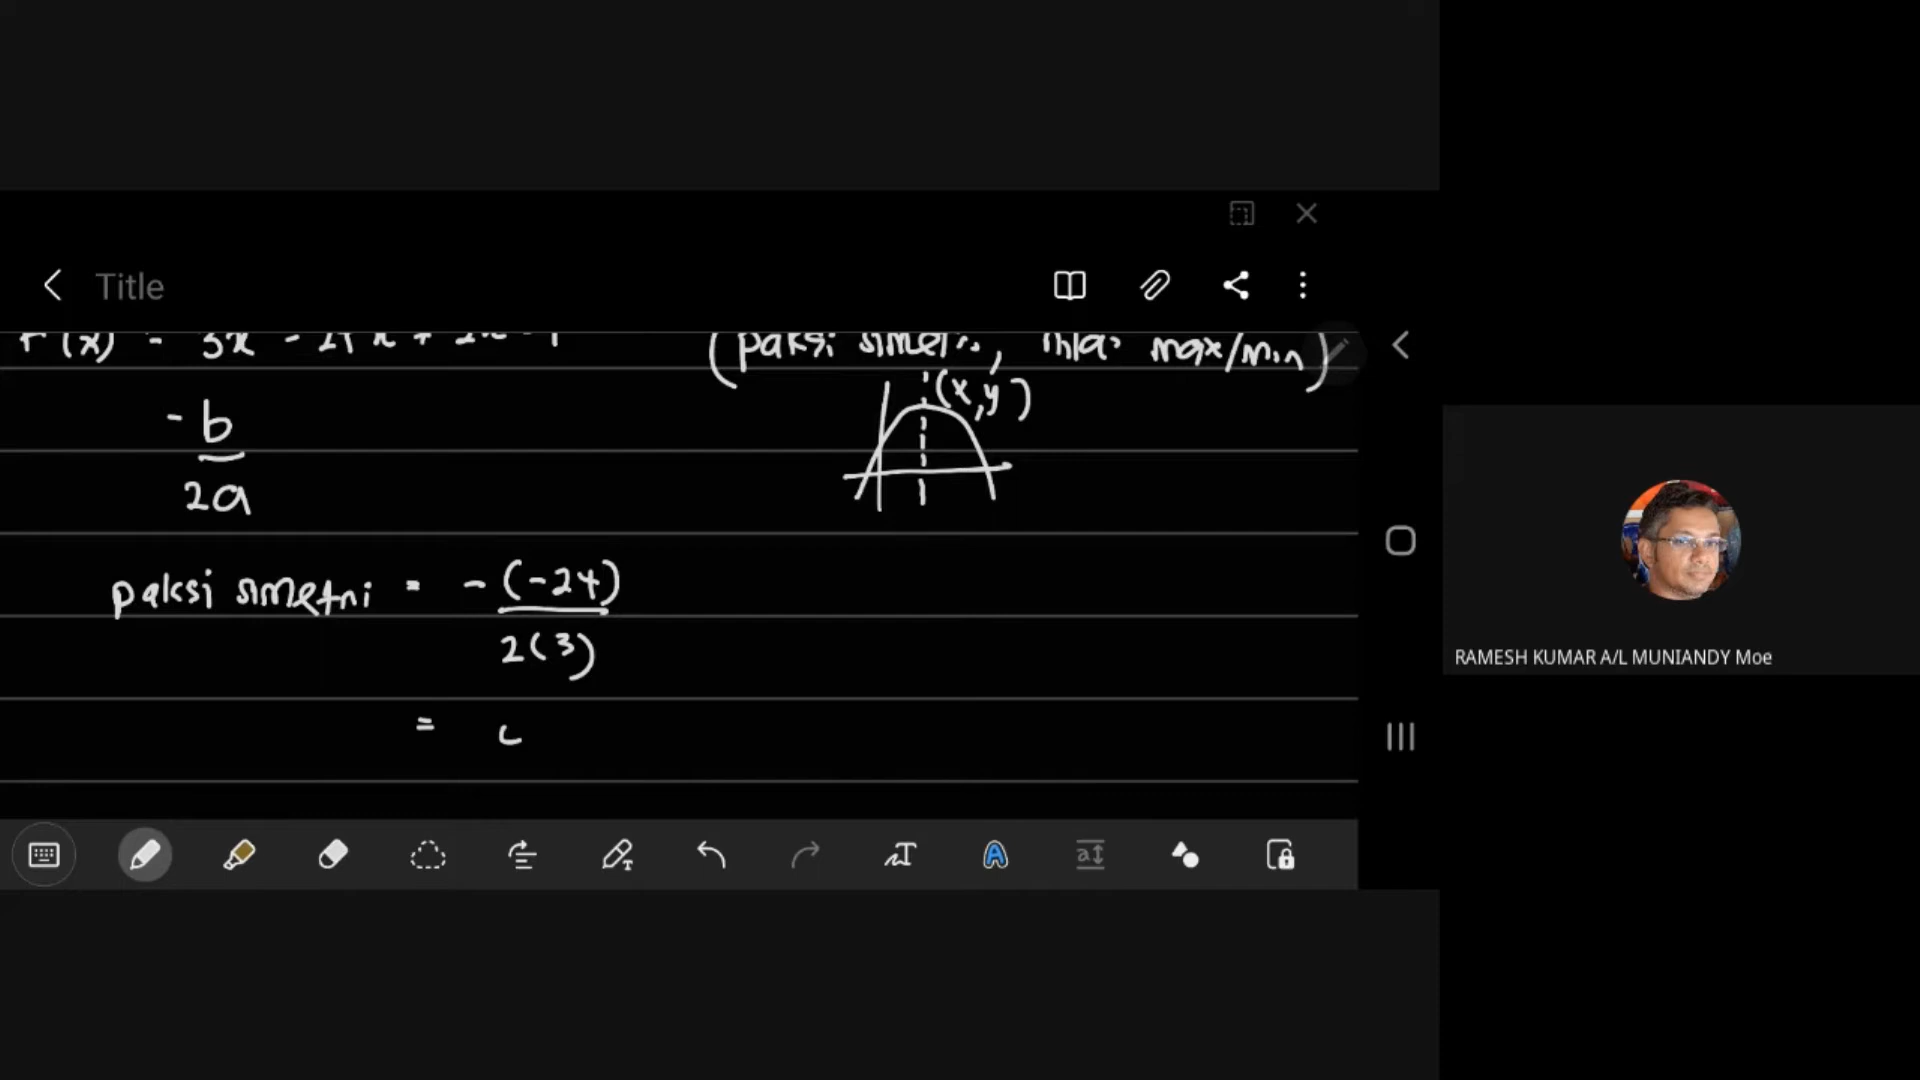 Title
(paksi simetri, nilai max/min)
(x,y)
-b
2a
paksi simetri = -(-24)
2(3)
=
RAMESH KUMAR A/L MUNIANDY Moe